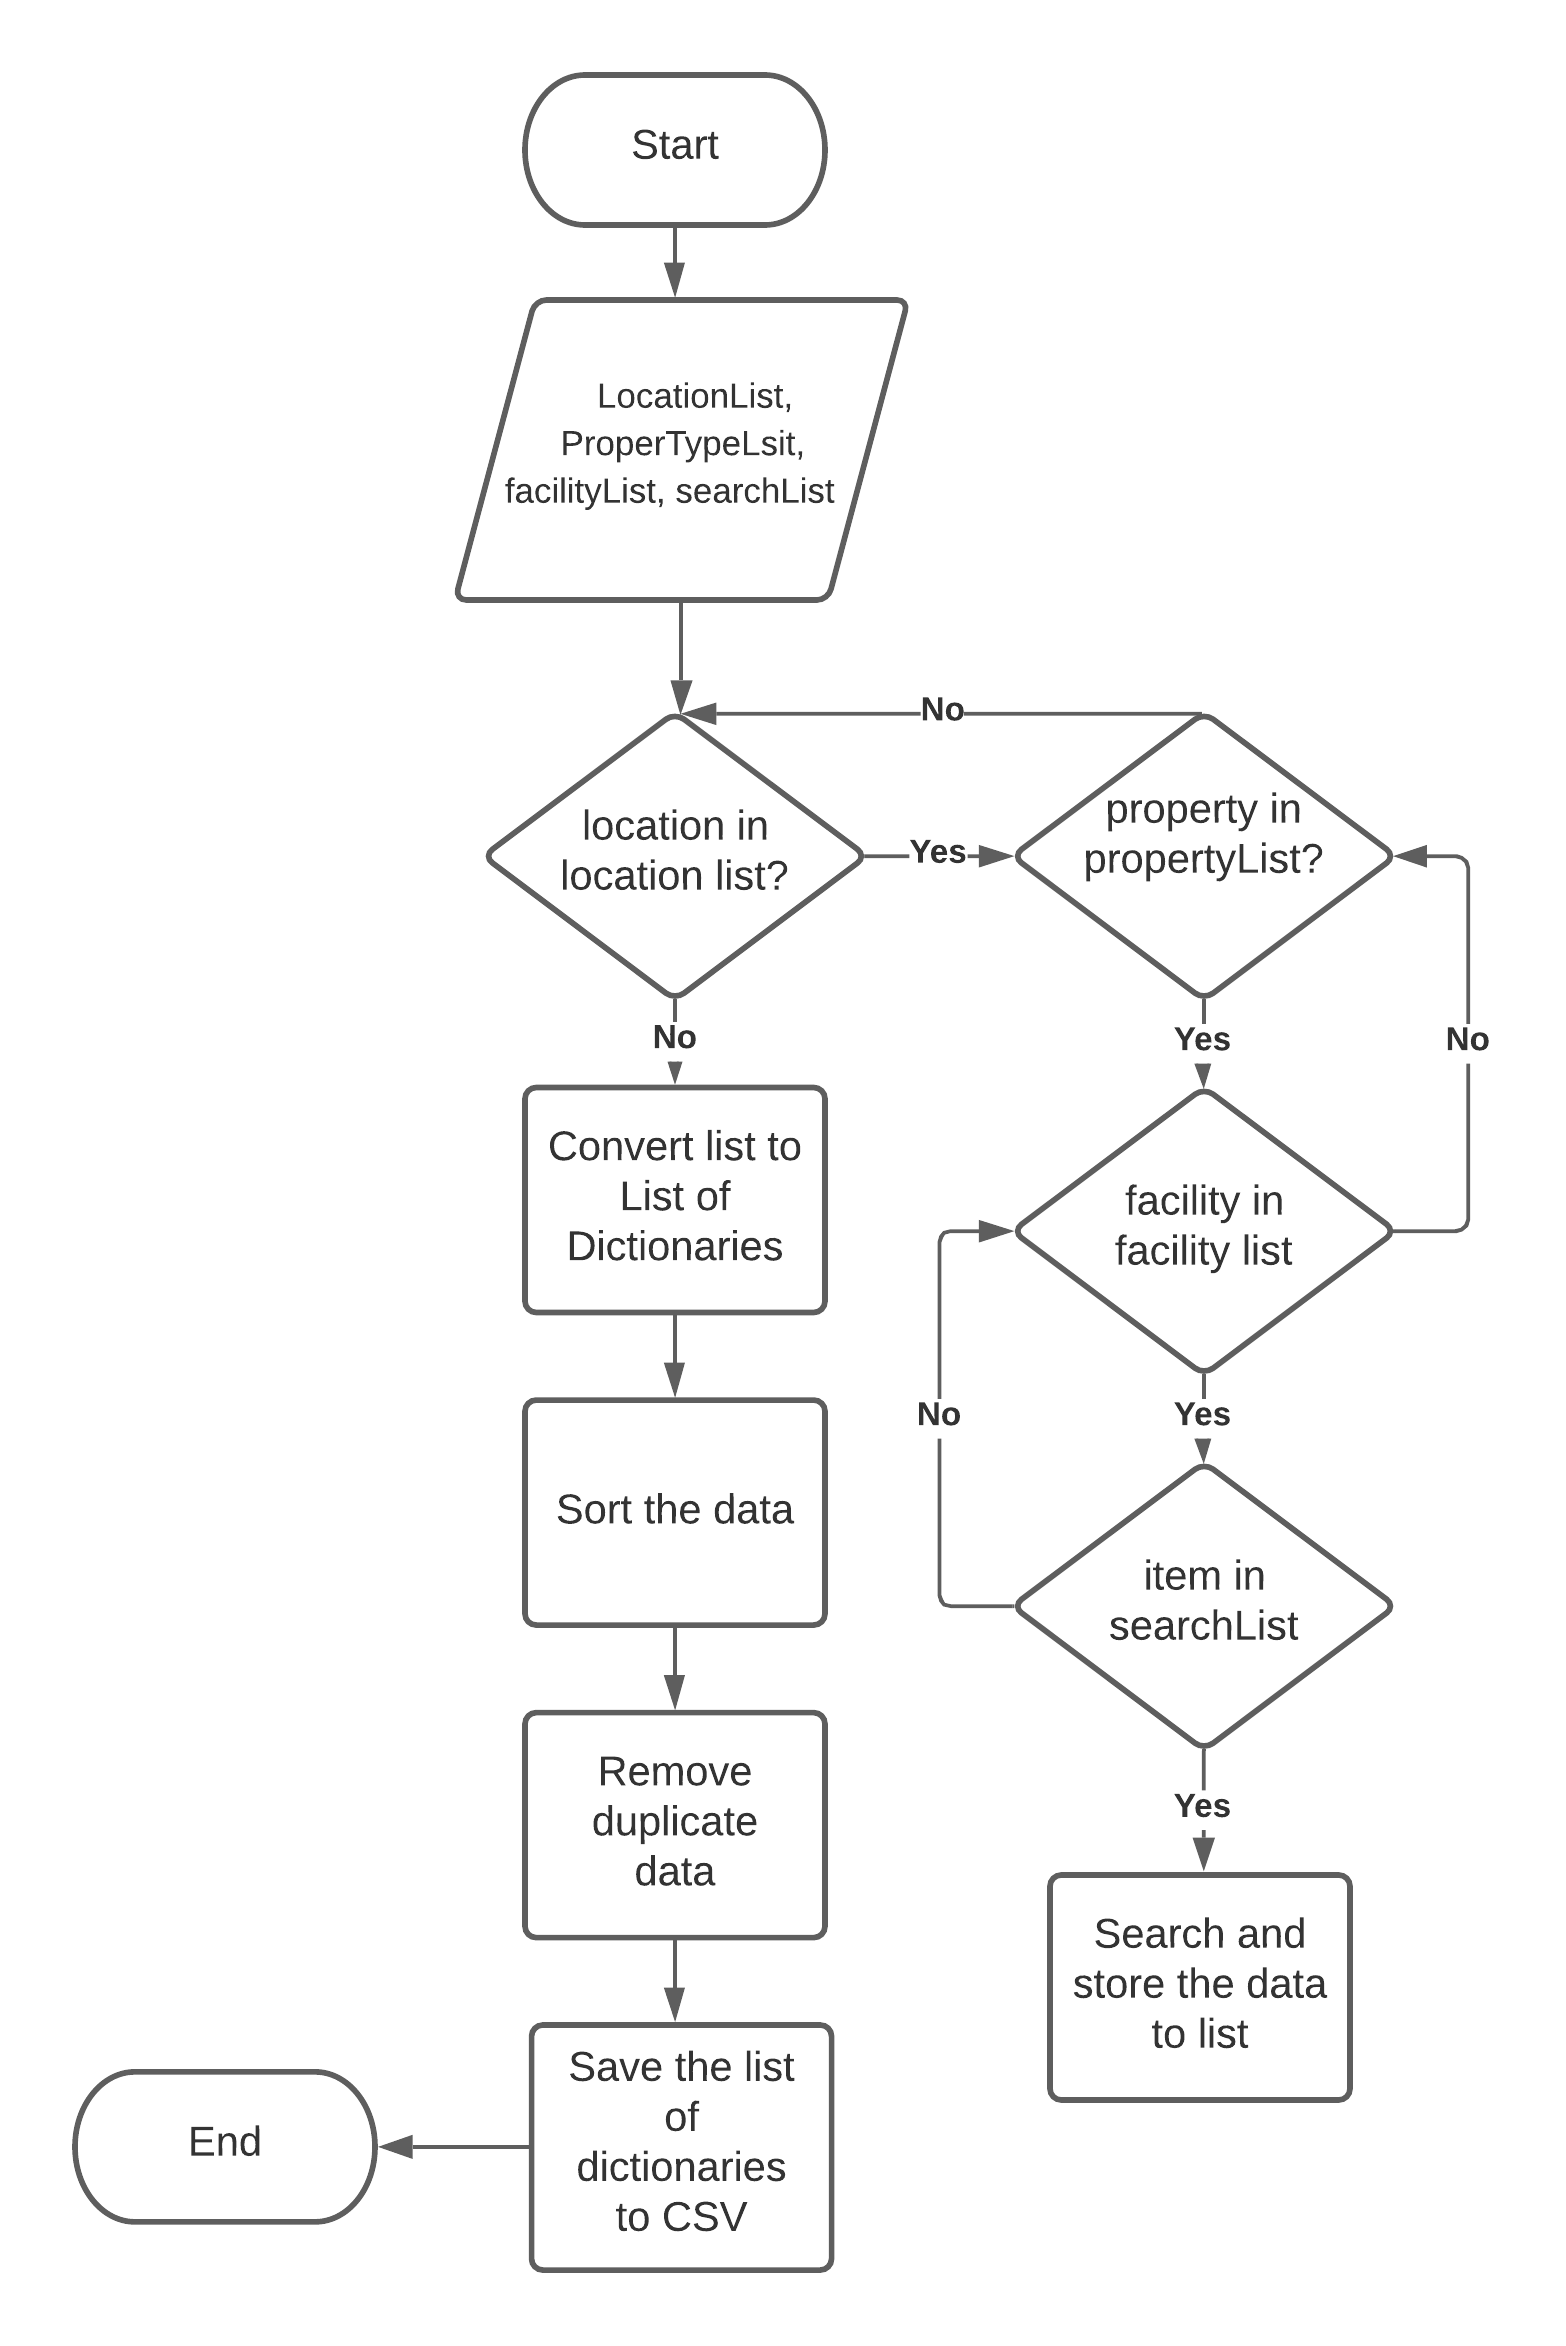 Start
LocationList,
ProperTypeLsit,
facilityList, searchList
No
location in
location list?
Yes
property in
propertyList?
No
Yes
No
Convert list to
List of
Dictionaries
facility in
facility list
No
Yes
Sort the data
item in
searchList
Remove
duplicate
data
Yes
Search and
store the data
to list
Save the list
of
dictionaries
to CSV
End